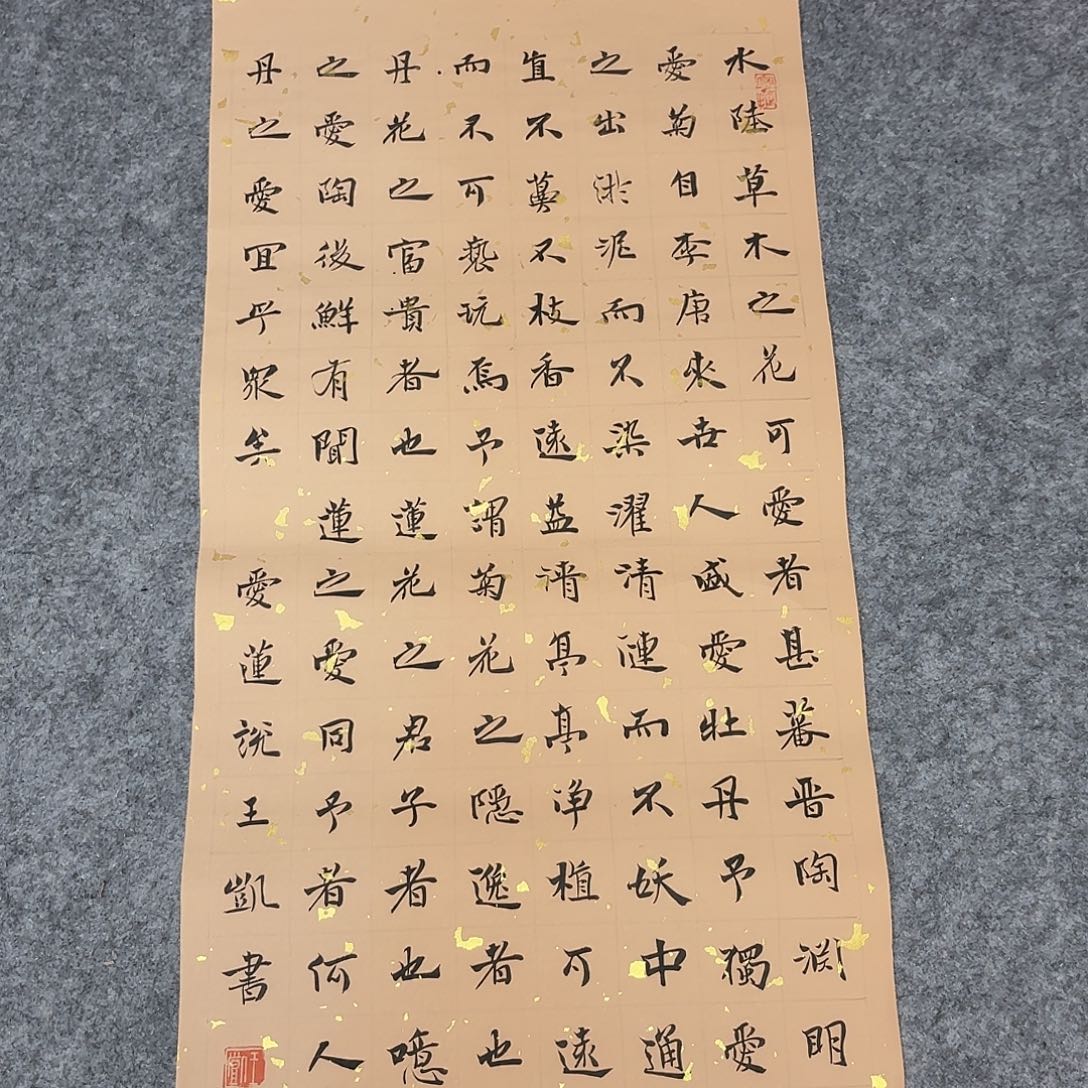 水陸草木之花可愛者甚蕃晋陶渊明
愛菊自李唐來世人盛愛牡丹予獨愛
之出淤泥而不染濯清漣而不妖中通
直不蔓不枝香遠益清亭亭净植可遠
而不可褻玩焉予謂菊花之隱逸者也
丹花之富貴者也蓮花之君子者也噫
之愛陶後鮮有聞蓮之愛同予者何人
丹之愛宜乎眾矣 愛蓮說王凱書